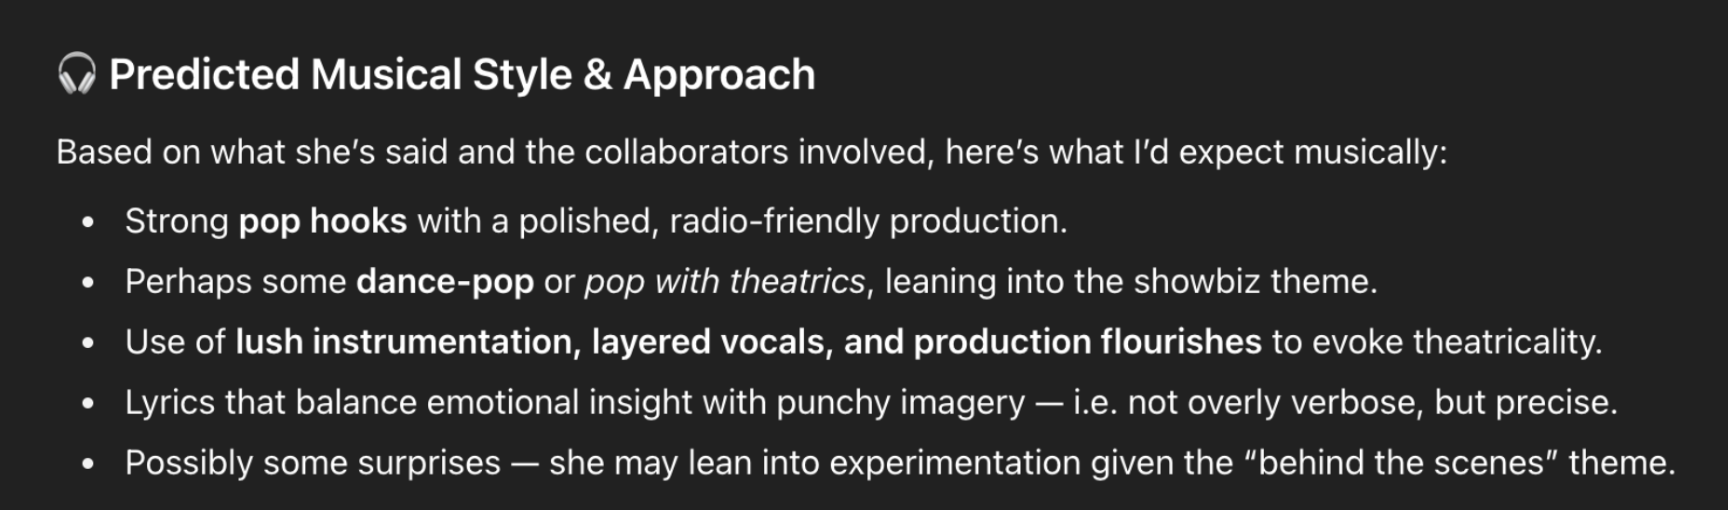 🎧 Predicted Musical Style & Approach
Based on what she’s said and the collaborators involved, here’s what I’d expect musically:
• Strong pop hooks with a polished, radio-friendly production.
• Perhaps some dance-pop or pop with theatrics, leaning into the showbiz theme.
• Use of lush instrumentation, layered vocals, and production flourishes to evoke theatricality.
• Lyrics that balance emotional insight with punchy imagery — i.e. not overly verbose, but precise.
• Possibly some surprises — she may lean into experimentation given the “behind the scenes” theme.